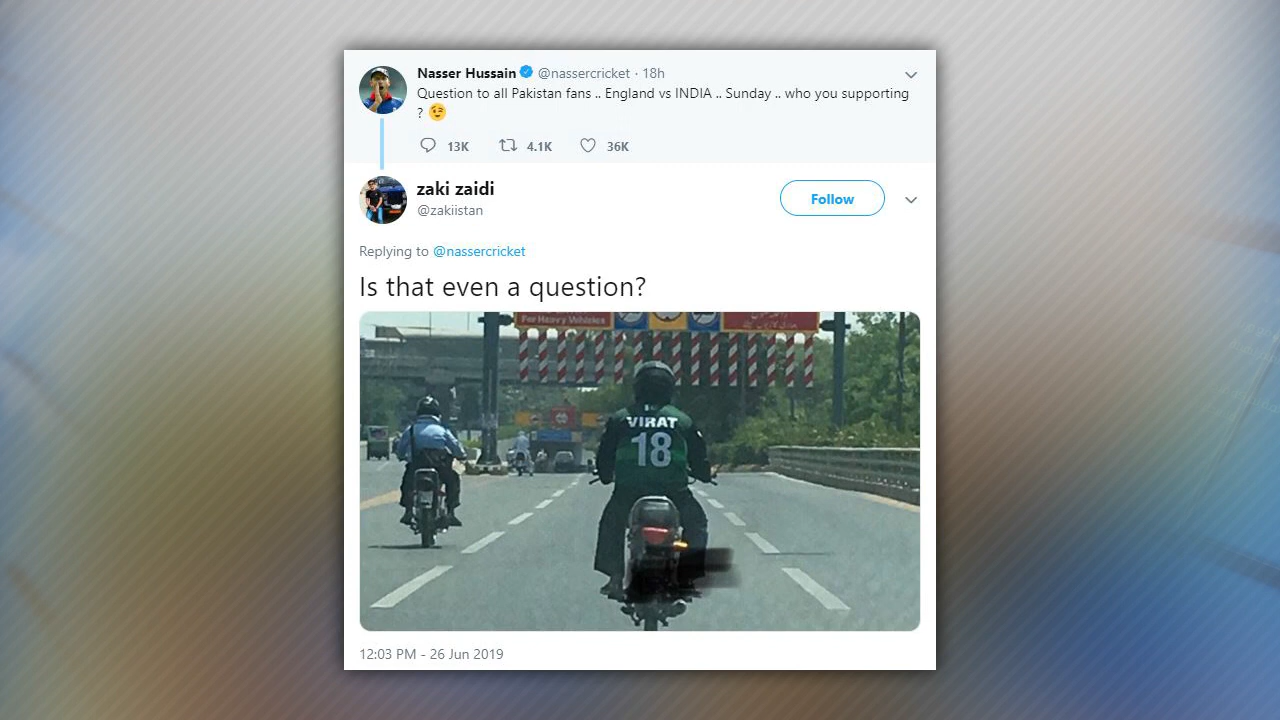 Nasser Hussain @nassercricket · 18h
Question to all Pakistan fans .. England vs INDIA .. Sunday .. who you supporting
? 😉
13K 4.1K 36K
zaki zaidi
@zakiistan
Follow
Replying to @nassercricket
Is that even a question?
For Heavy Vehicles
VIRAT
18
12:03 PM - 26 Jun 2019